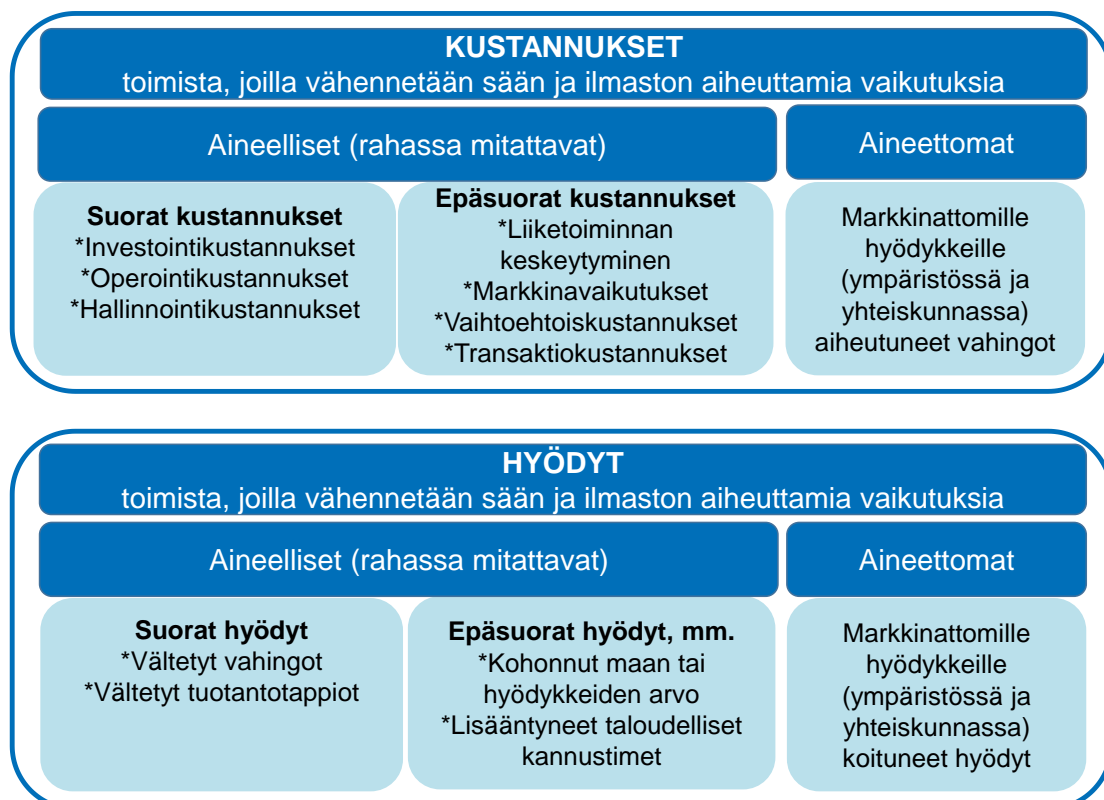 KUSTANNUKSET
toimista, joilla vähennetään sään ja ilmaston aiheuttamia vaikutuksia
Aineelliset (rahassa mitattavat)
Aineettomat
Suorat kustannukset
*Investointikustannukset
*Operointikustannukset
*Hallinnointikustannukset
Epäsuorat kustannukset
*Liiketoiminnan
keskeytyminen
*Markkinavaikutukset
*Vaihtoehtoiskustannukset
*Transaktiokustannukset
Markkinattomille
hyödykkeille
(ympäristössä ja
yhteiskunnassa)
aiheutuneet vahingot
HYÖDYT
toimista, joilla vähennetään sään ja ilmaston aiheuttamia vaikutuksia
Aineelliset (rahassa mitattavat)
Aineettomat
Suorat hyödyt
*Vältetyt vahingot
*Vältetyt tuotantotappiot
Epäsuorat hyödyt, mm.
*Kohonnut maan tai
hyödykkeiden arvo
*Lisääntyneet taloudelliset
kannustimet
Markkinattomille
hyödykkeille
(ympäristössä ja
yhteiskunnassa)
koituneet hyödyt